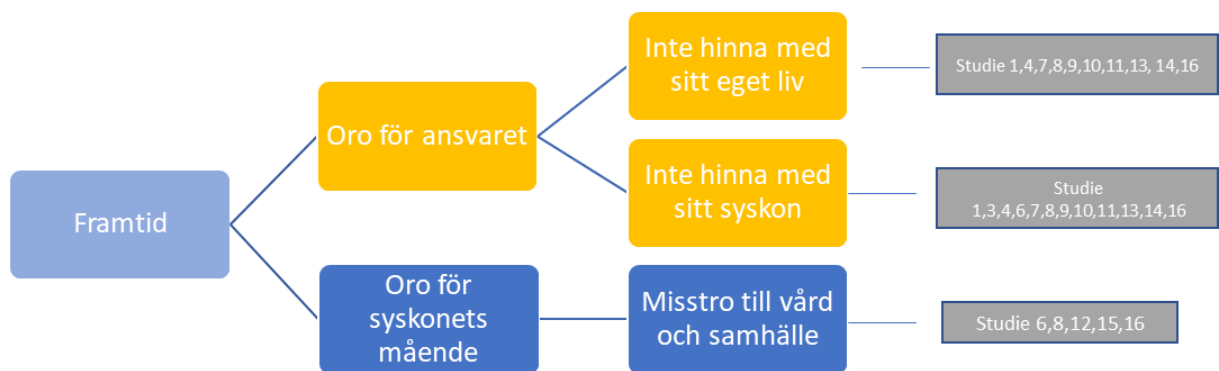 Framtid
Oro för ansvaret
Inte hinna med
sitt eget liv
Studie 1,4,7,8,9,10,11,13, 14,16
Inte hinna med
sitt syskon
Studie
1,3,4,6,7,8,9,10,11,13,14,16
Oro för
syskonets
mående
Misstro till vård
och samhälle
Studie 6,8,12,15,16